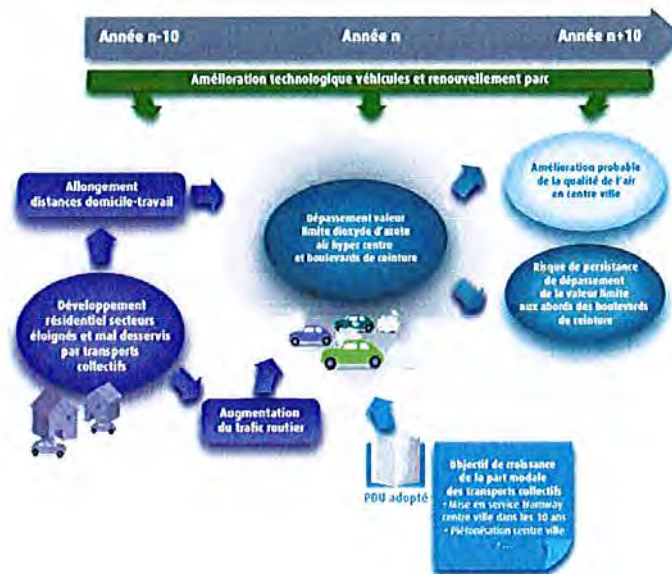 Année n-10
Année n
Année n+10
Amélioration technologique véhicules et renouvellement parc
Allongement
distances domicile-travail
Dépassement valeur
limite dioxyde d'azote
air hyper centre
et boulevards de ceinture
Amélioration probable
de la qualité de l'air
en centre ville
Risque de persistance
de dépassement
de la valeur limite
aux abords des boulevards
de ceinture
Développement
résidentiel secteurs
éloignés et mal desservis
par transports
collectifs
Augmentation
du trafic routier
PDU adopté
Objectif de croissance
de la part modale
des transports collectifs
- Mise en service tramway
centre ville dans les 10 ans
- Piétonisation centre ville
- ...